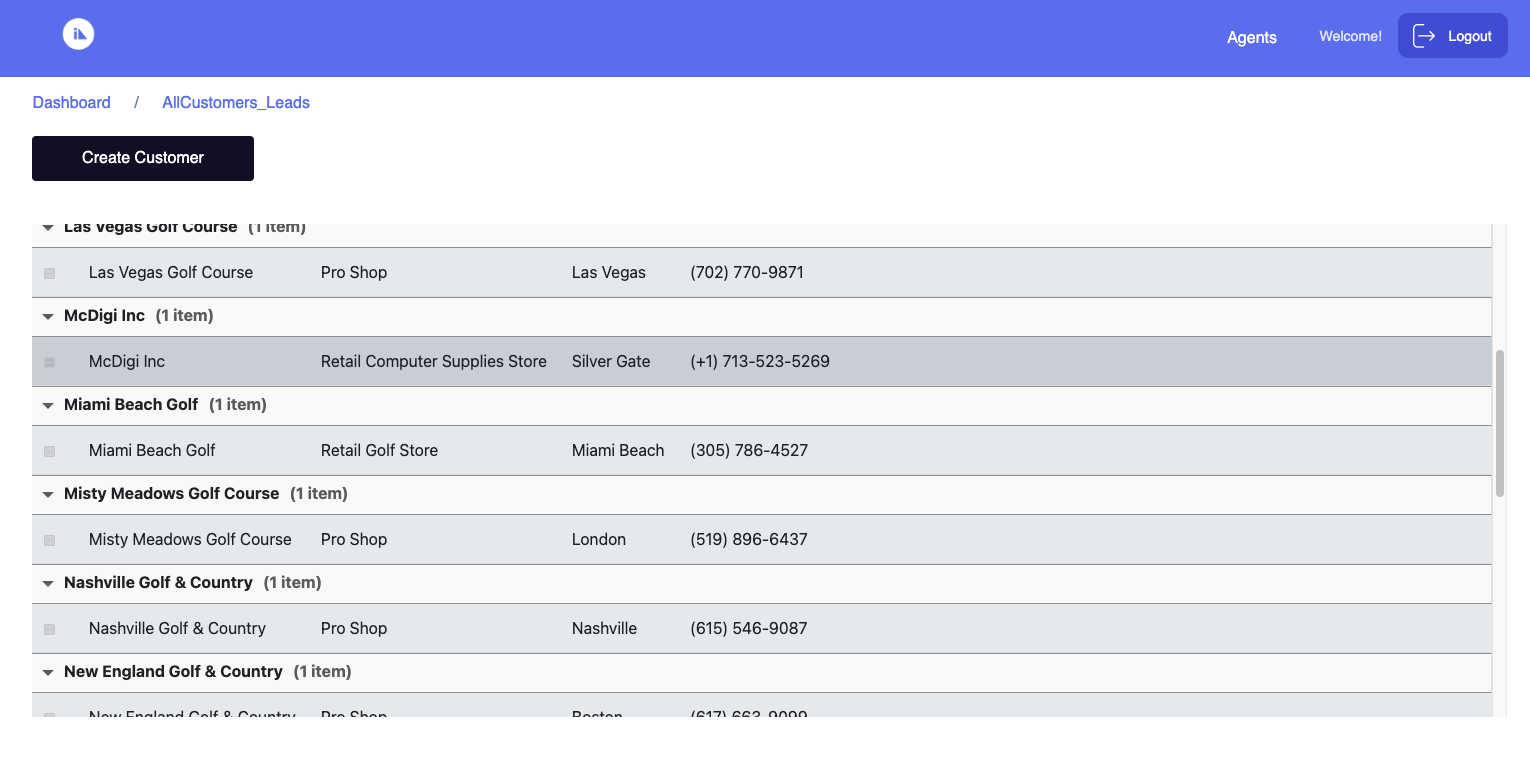 Agents
Welcome!
Logout
Dashboard / AllCustomers_Leads
Create Customer
Las Vegas Golf Course (1 item)
Las Vegas Golf Course Pro Shop Las Vegas (702) 770-9871
McDigi Inc (1 item)
McDigi Inc Retail Computer Supplies Store Silver Gate (+1) 713-523-5269
Miami Beach Golf (1 item)
Miami Beach Golf Retail Golf Store Miami Beach (305) 786-4527
Misty Meadows Golf Course (1 item)
Misty Meadows Golf Course Pro Shop London (519) 896-6437
Nashville Golf & Country (1 item)
Nashville Golf & Country Pro Shop Nashville (615) 546-9087
New England Golf & Country (1 item)
New England Golf & Country Pro Shop Boston (617) 663-9099